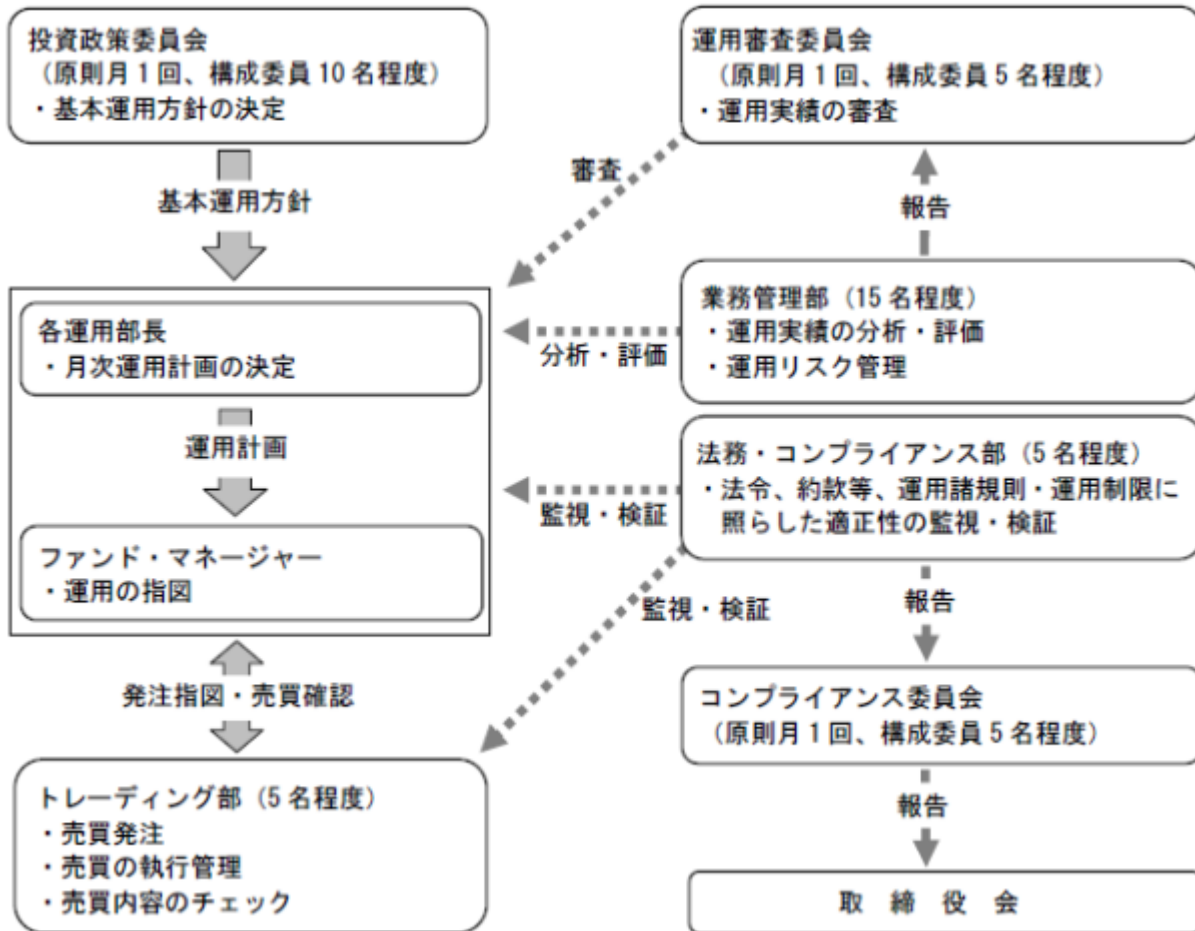 投資政策委員会
（原則月1回、構成委員10名程度）
・基本運用方針の決定
基本運用方針
各運用部長
・月次運用計画の決定
運用計画
ファンド・マネージャー
・運用の指図
発注指図・売買確認
トレーディング部（5名程度）
・売買発注
・売買の執行管理
・売買内容のチェック
運用審査委員会
（原則月1回、構成委員5名程度）
・運用実績の審査
審査
報告
業務管理部（15名程度）
・運用実績の分析・評価
・運用リスク管理
分析・評価
法務・コンプライアンス部（5名程度）
・法令、約款等、運用諸規則・運用制限に
照らした適正性の監視・検証
監視・検証
監視・検証
報告
コンプライアンス委員会
（原則月1回、構成委員5名程度）
報告
取　締　役　会